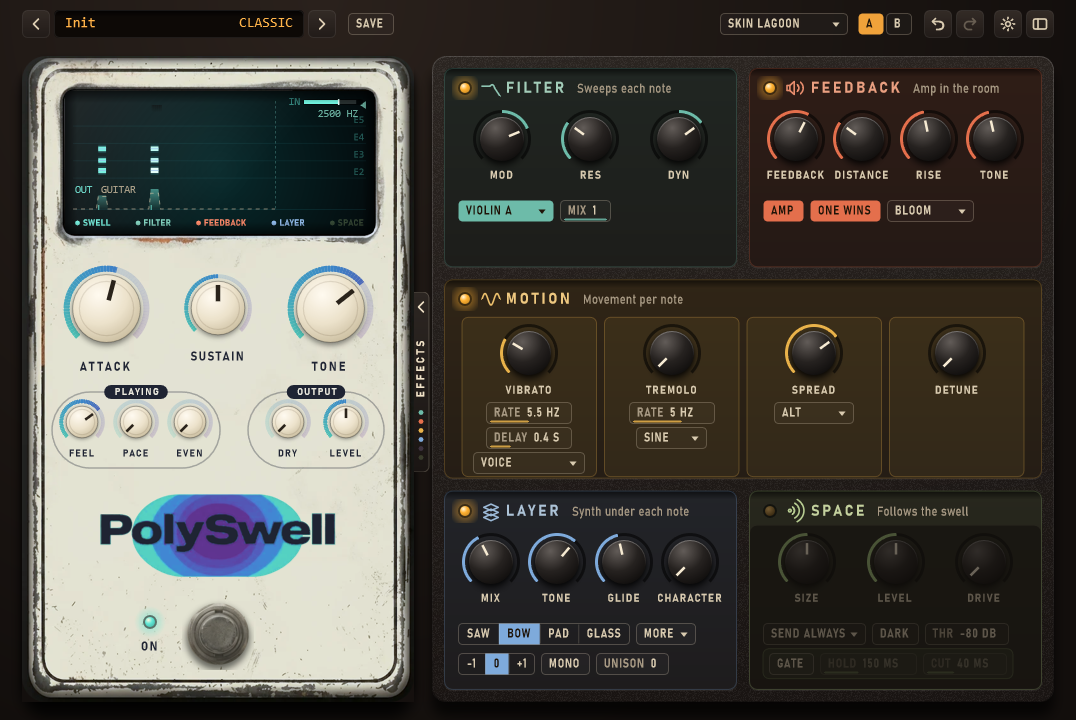 Init CLASSIC
SAVE
SKIN LAGOON
A B
IN
2500 HZ
E5
E4
E3
E2
OUT GUITAR
SWELL FILTER FEEDBACK LAYER SPACE
ATTACK SUSTAIN TONE
PLAYING OUTPUT
FEEL PACE EVEN DRY LEVEL
PolySwell
ON
EFFECTS
FILTER Sweeps each note
MOD RES DYN
VIOLIN A MIX 1
FEEDBACK Amp in the room
FEEDBACK DISTANCE RISE TONE
AMP ONE WINS BLOOM
MOTION Movement per note
VIBRATO TREMOLO SPREAD DETUNE
RATE 5.5 HZ RATE 5 HZ ALT
DELAY 0.4 S SINE
VOICE
LAYER Synth under each note
MIX TONE GLIDE CHARACTER
SAW BOW PAD GLASS MORE
-1 0 +1 MONO UNISON 0
SPACE Follows the swell
SIZE LEVEL DRIVE
SEND ALWAYS DARK THR -80 DB
GATE HOLD 150 MS CUT 40 MS